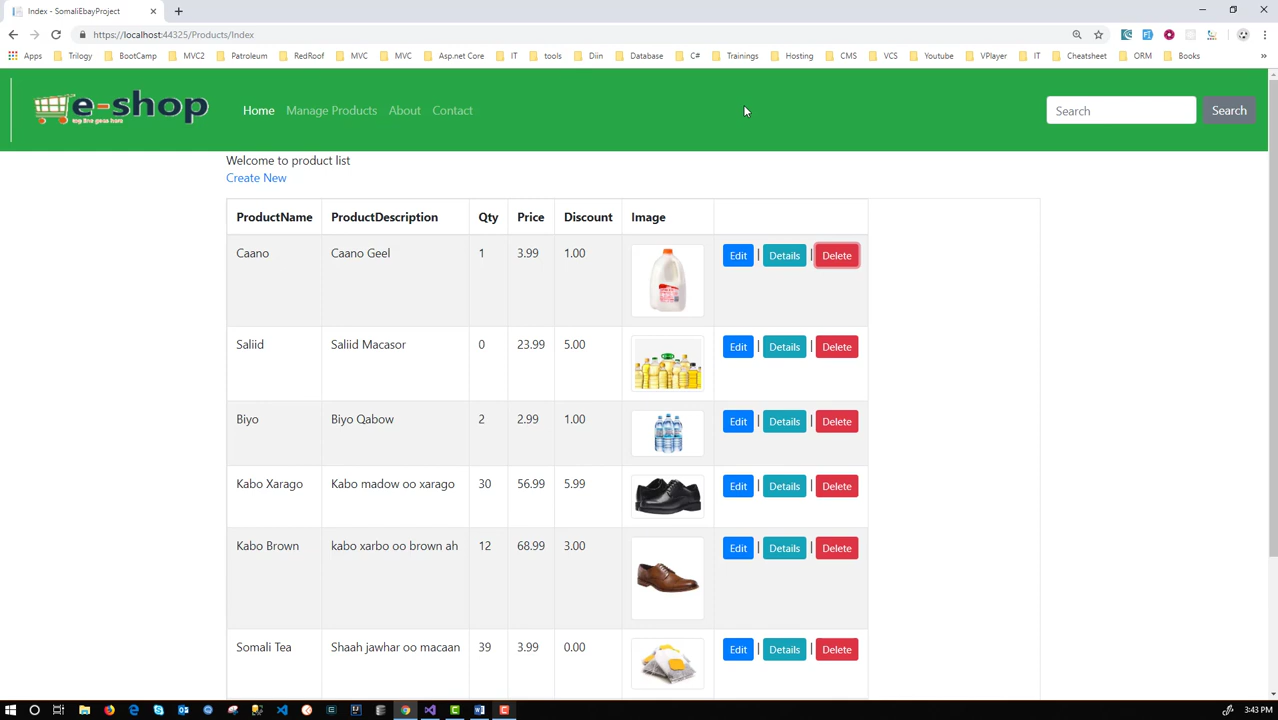 Index - SomaliEbayProject
https://localhost:44325/Products/Index
Apps Trilogy BootCamp MVC2 Patroleum RedRoof MVC MVC Asp.net Core IT tools Diin Database C# Trainings Hosting CMS VCS Youtube VPlayer IT Cheatsheet ORM Books
e-shop
tag line goes here
Home Manage Products About Contact Search Search
Welcome to product list
Create New
ProductName ProductDescription Qty Price Discount Image
Caano Caano Geel 1 3.99 1.00 Edit | Details | Delete
Saliid Saliid Macasor 0 23.99 5.00 Edit | Details | Delete
Biyo Biyo Qabow 2 2.99 1.00 Edit | Details | Delete
Kabo Xarago Kabo madow oo xarago 30 56.99 5.99 Edit | Details | Delete
Kabo Brown kabo xarbo oo brown ah 12 68.99 3.00 Edit | Details | Delete
Somali Tea Shaah jawhar oo macaan 39 3.99 0.00 Edit | Details | Delete
3:43 PM